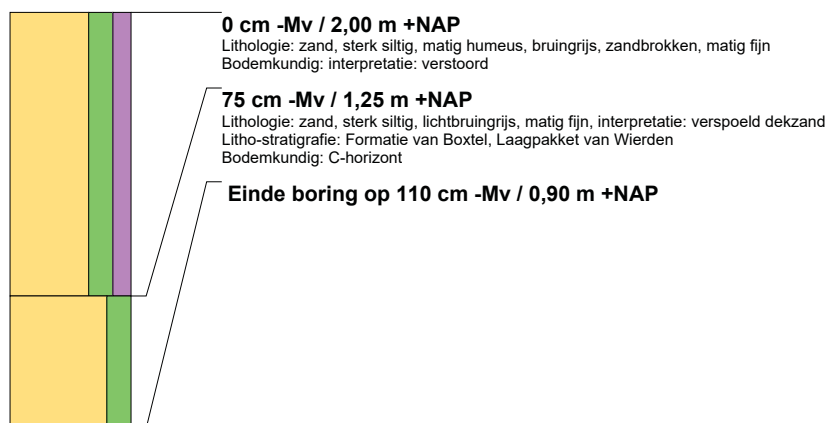 0 cm -Mv / 2,00 m +NAP
Lithologie: zand, sterk siltig, matig humeus, bruingrijs, zandbrokken, matig fijn
Bodemkundig: interpretatie: verstoord
75 cm -Mv / 1,25 m +NAP
Lithologie: zand, sterk siltig, lichtbruingrijs, matig fijn, interpretatie: verspoeld dekzand
Litho-stratigrafie: Formatie van Boxtel, Laagpakket van Wierden
Bodemkundig: C-horizont
Einde boring op 110 cm -Mv / 0,90 m +NAP